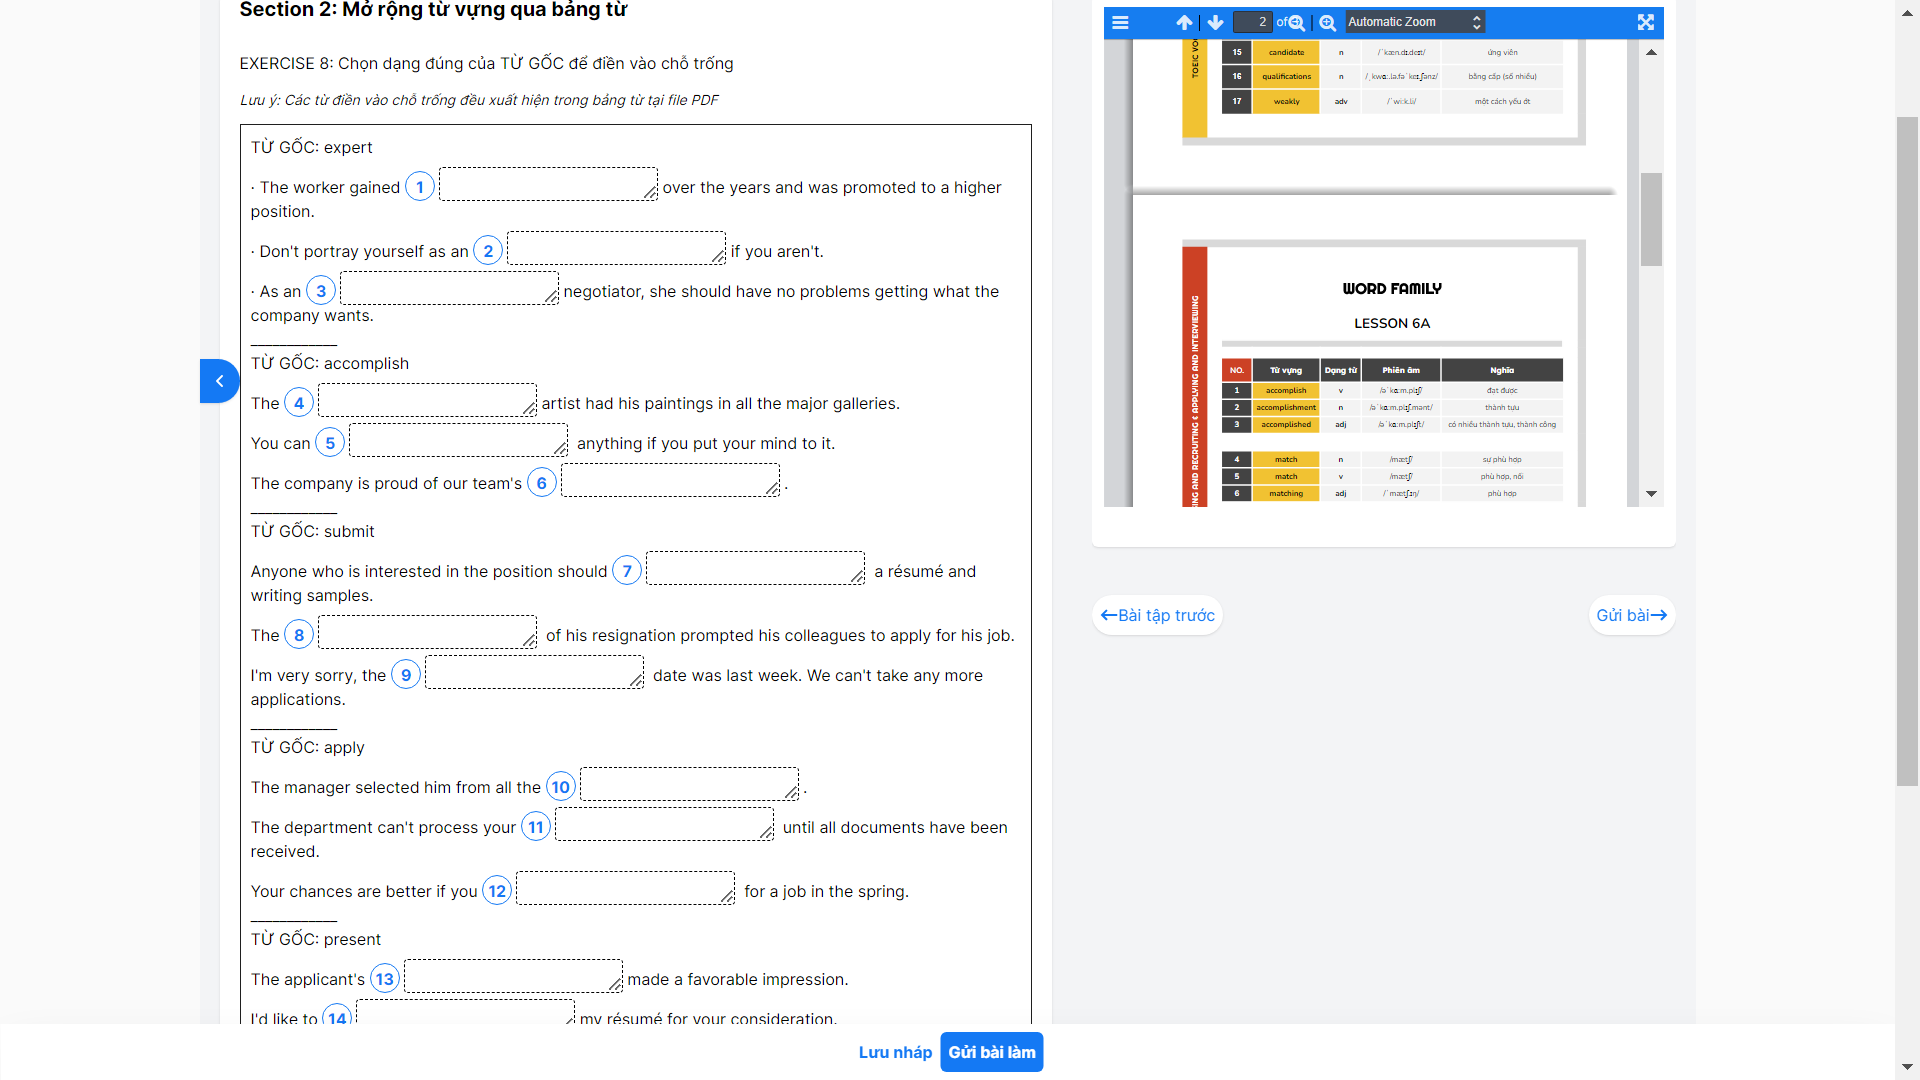 Section 2: Mở rộng từ vựng qua bảng từ
EXERCISE 8: Chọn dạng đúng của TỪ GỐC để điền vào chỗ trống
Lưu ý: Các từ điền vào chỗ trống đều xuất hiện trong bảng từ tại file PDF
TỪ GỐC: expert
· The worker gained 1 over the years and was promoted to a higher
position.
· Don't portray yourself as an 2 if you aren't.
· As an 3 negotiator, she should have no problems getting what the
company wants.
____________
TỪ GỐC: accomplish
The 4 artist had his paintings in all the major galleries.
You can 5 anything if you put your mind to it.
The company is proud of our team's 6 .
____________
TỪ GỐC: submit
Anyone who is interested in the position should 7 a résumé and
writing samples.
The 8 of his resignation prompted his colleagues to apply for his job.
I'm very sorry, the 9 date was last week. We can't take any more
applications.
____________
TỪ GỐC: apply
The manager selected him from all the 10 .
The department can't process your 11 until all documents have been
received.
Your chances are better if you 12 for a job in the spring.
____________
TỪ GỐC: present
The applicant's 13 made a favorable impression.
I'd like to 14 my résumé for your consideration.
Lưu nháp
Gửi bài làm
2 of
Automatic Zoom
TOEIC VO
15 candidate n /ˈkæn.dɪ.deɪt/ ứng viên
16 qualifications n /ˌkwɑː.lə.fəˈkeɪ.ʃənz/ bằng cấp (số nhiều)
17 weakly adv /ˈwiːk.li/ một cách yếu ớt
WORD FAMILY
LESSON 6A
ING AND RECRUITING & APPLYING AND INTERVIEWING
NO. Từ vựng Dạng từ Phiên âm Nghĩa
1 accomplish v /əˈkɑːm.plɪʃ/ đạt được
2 accomplishment n /əˈkɑːm.plɪʃ.mənt/ thành tựu
3 accomplished adj /əˈkɑːm.plɪʃt/ có nhiều thành tựu, thành công
4 match n /mætʃ/ sự phù hợp
5 match v /mætʃ/ phù hợp, nối
6 matching adj /ˈmætʃɪŋ/ phù hợp
←Bài tập trước
Gửi bài→